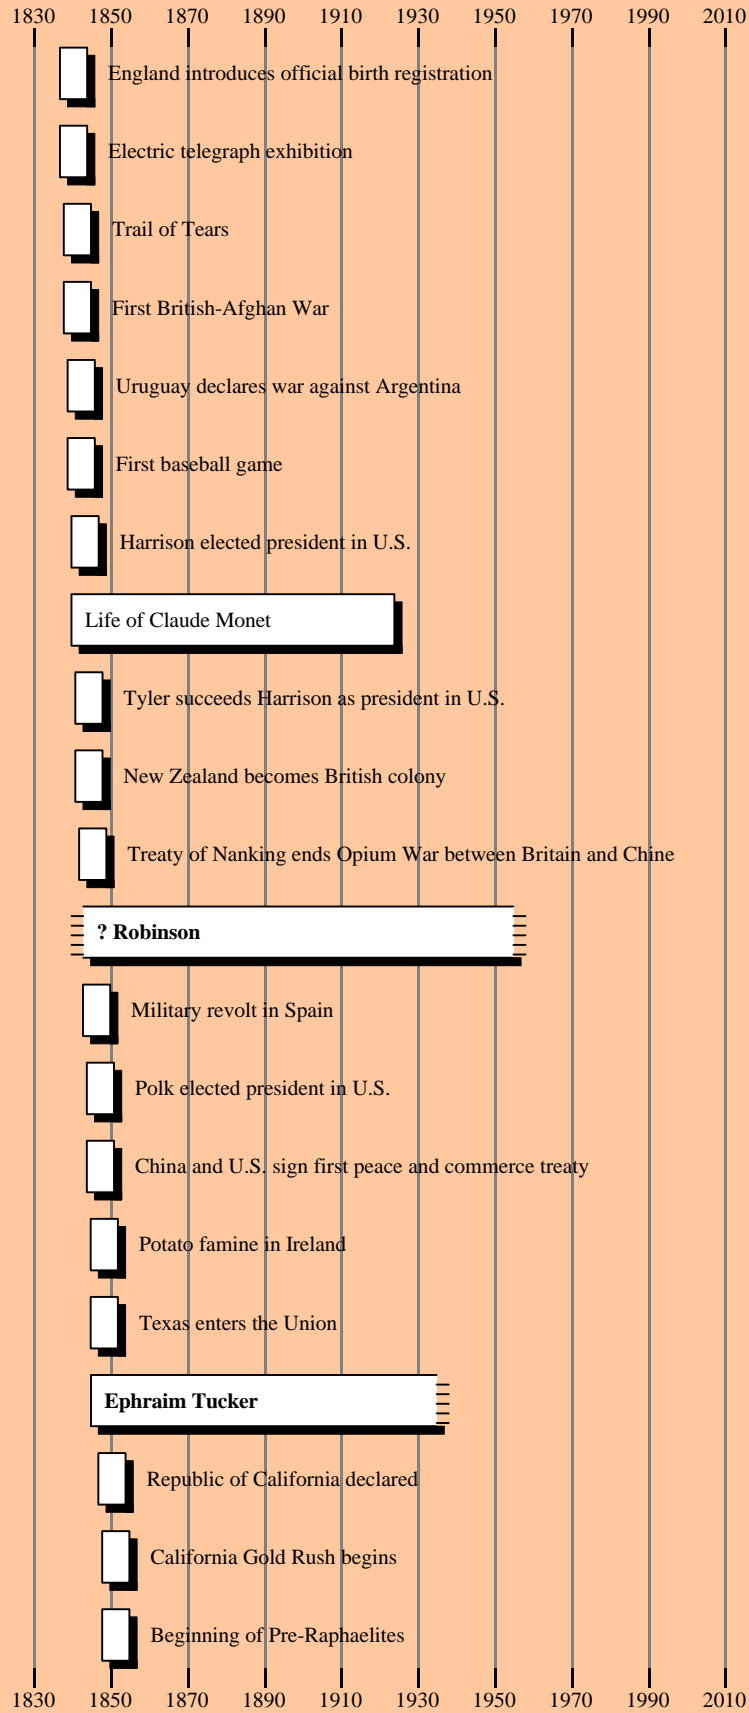 1830 1850 1870 1890 1910 1930 1950 1970 1990 2010
England introduces official birth registration
Electric telegraph exhibition
Trail of Tears
First British-Afghan War
Uruguay declares war against Argentina
First baseball game
Harrison elected president in U.S.
Life of Claude Monet
Tyler succeeds Harrison as president in U.S.
New Zealand becomes British colony
Treaty of Nanking ends Opium War between Britain and Chine
? Robinson
Military revolt in Spain
Polk elected president in U.S.
China and U.S. sign first peace and commerce treaty
Potato famine in Ireland
Texas enters the Union
Ephraim Tucker
Republic of California declared
California Gold Rush begins
Beginning of Pre-Raphaelites
1830 1850 1870 1890 1910 1930 1950 1970 1990 2010